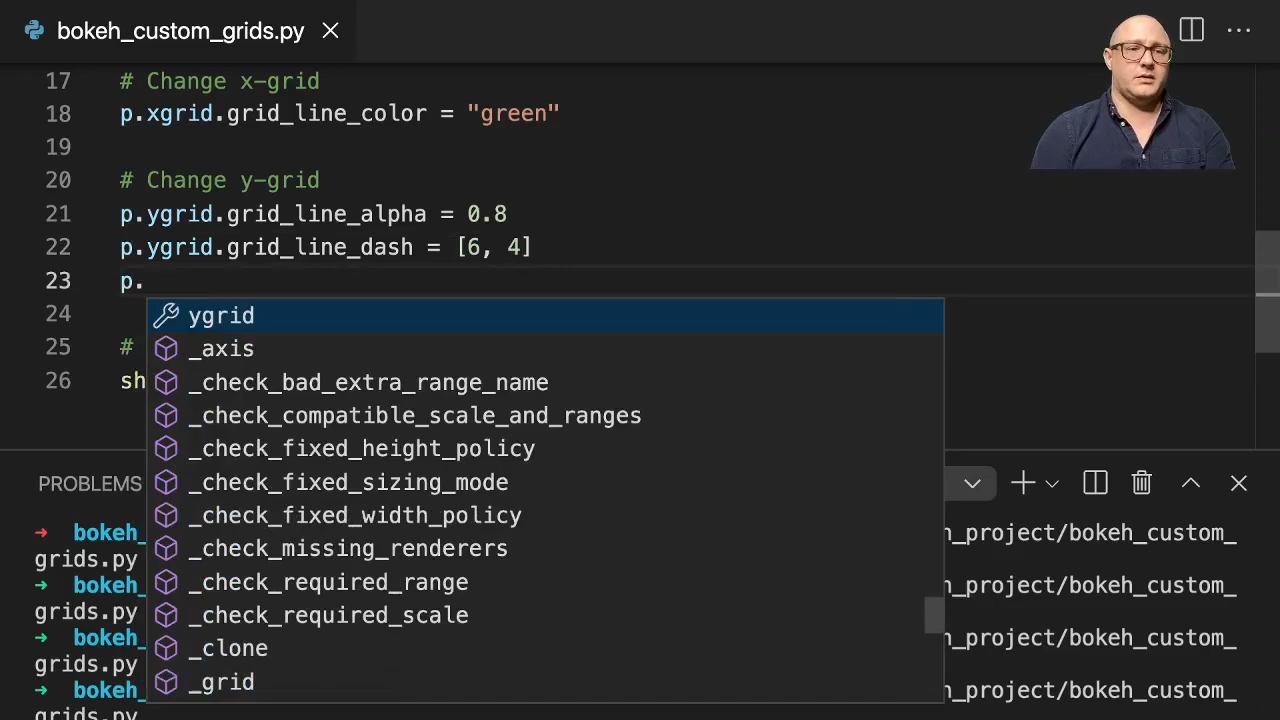 bokeh_custom_grids.py
17 # Change x-grid
18 p.xgrid.grid_line_color = "green"
19
20 # Change y-grid
21 p.ygrid.grid_line_alpha = 0.8
22 p.ygrid.grid_line_dash = [6, 4]
23 p.
24
25 #
26 sh
ygrid
_axis
_check_bad_extra_range_name
_check_compatible_scale_and_ranges
_check_fixed_height_policy
_check_fixed_sizing_mode
_check_fixed_width_policy
_check_missing_renderers
_check_required_range
_check_required_scale
_clone
_grid
PROBLEMS
→ bokeh_ n_project/bokeh_custom_
grids.py
→ bokeh_ n_project/bokeh_custom_
grids.py
→ bokeh_ n_project/bokeh_custom_
grids.py
→ bokeh_ n_project/bokeh_custom_
grids.py